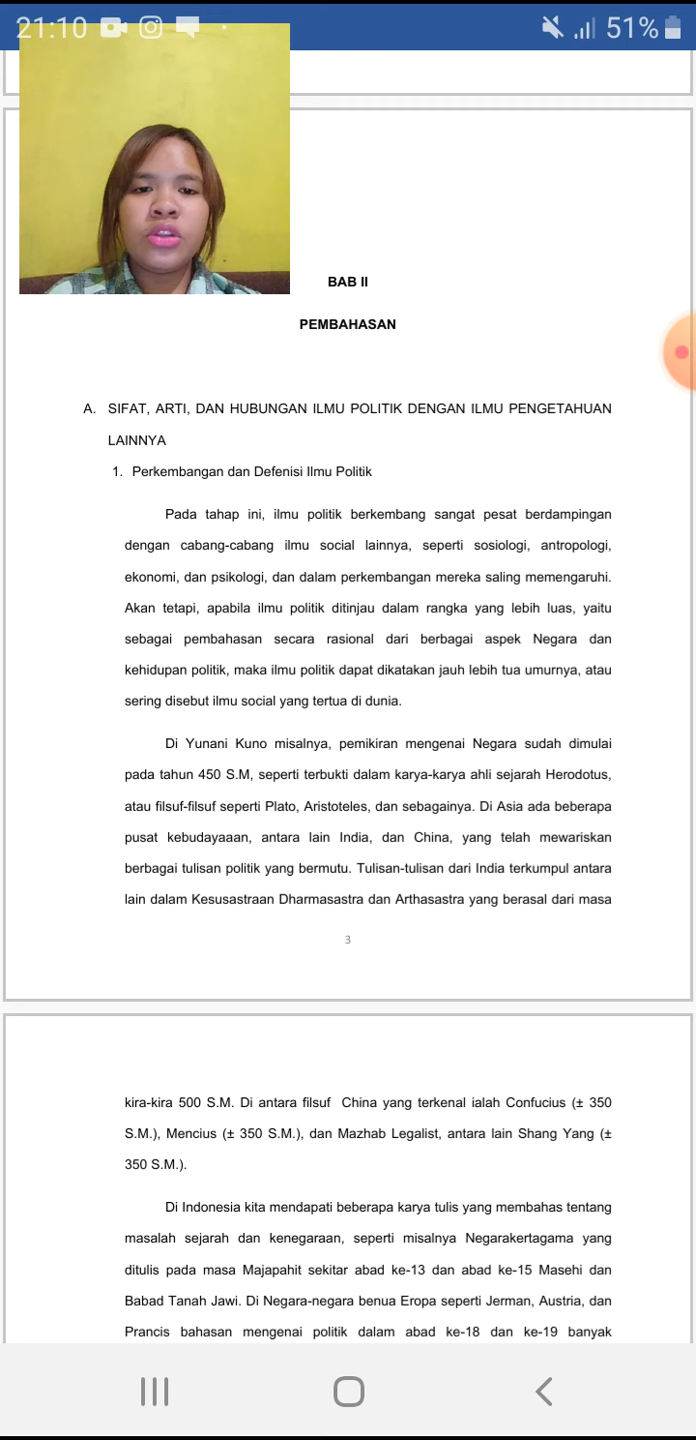 21:10
51%
BAB II
PEMBAHASAN
A. SIFAT, ARTI, DAN HUBUNGAN ILMU POLITIK DENGAN ILMU PENGETAHUAN
LAINNYA
1. Perkembangan dan Defenisi Ilmu Politik
Pada tahap ini, ilmu politik berkembang sangat pesat berdampingan
dengan cabang-cabang ilmu social lainnya, seperti sosiologi, antropologi,
ekonomi, dan psikologi, dan dalam perkembangan mereka saling memengaruhi.
Akan tetapi, apabila ilmu politik ditinjau dalam rangka yang lebih luas, yaitu
sebagai pembahasan secara rasional dari berbagai aspek Negara dan
kehidupan politik, maka ilmu politik dapat dikatakan jauh lebih tua umurnya, atau
sering disebut ilmu social yang tertua di dunia.
Di Yunani Kuno misalnya, pemikiran mengenai Negara sudah dimulai
pada tahun 450 S.M, seperti terbukti dalam karya-karya ahli sejarah Herodotus,
atau filsuf-filsuf seperti Plato, Aristoteles, dan sebagainya. Di Asia ada beberapa
pusat kebudayaaan, antara lain India, dan China, yang telah mewariskan
berbagai tulisan politik yang bermutu. Tulisan-tulisan dari India terkumpul antara
lain dalam Kesusastraan Dharmasastra dan Arthasastra yang berasal dari masa
3
kira-kira 500 S.M. Di antara filsuf China yang terkenal ialah Confucius (± 350
S.M.), Mencius (± 350 S.M.), dan Mazhab Legalist, antara lain Shang Yang (±
350 S.M.).
Di Indonesia kita mendapati beberapa karya tulis yang membahas tentang
masalah sejarah dan kenegaraan, seperti misalnya Negarakertagama yang
ditulis pada masa Majapahit sekitar abad ke-13 dan abad ke-15 Masehi dan
Babad Tanah Jawi. Di Negara-negara benua Eropa seperti Jerman, Austria, dan
Prancis bahasan mengenai politik dalam abad ke-18 dan ke-19 banyak